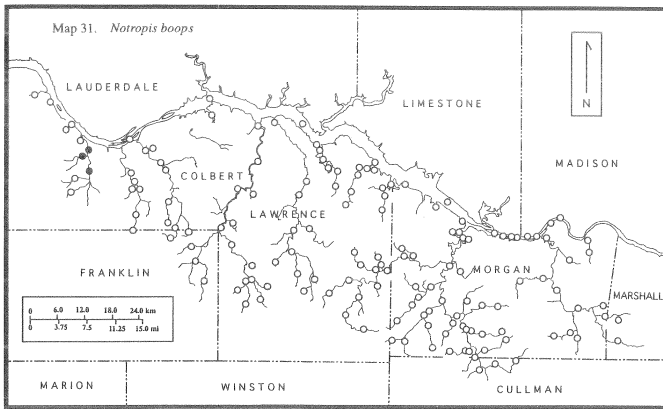 Map 31. Notropis boops
LAUDERDALE
LIMESTONE
N
MADISON
COLBERT
LAWRENCE
FRANKLIN
MORGAN
MARSHALL
0 6.0 12.0 18.0 24.0 km
0 3.75 7.5 11.25 15.0 mi
MARION
WINSTON
CULLMAN